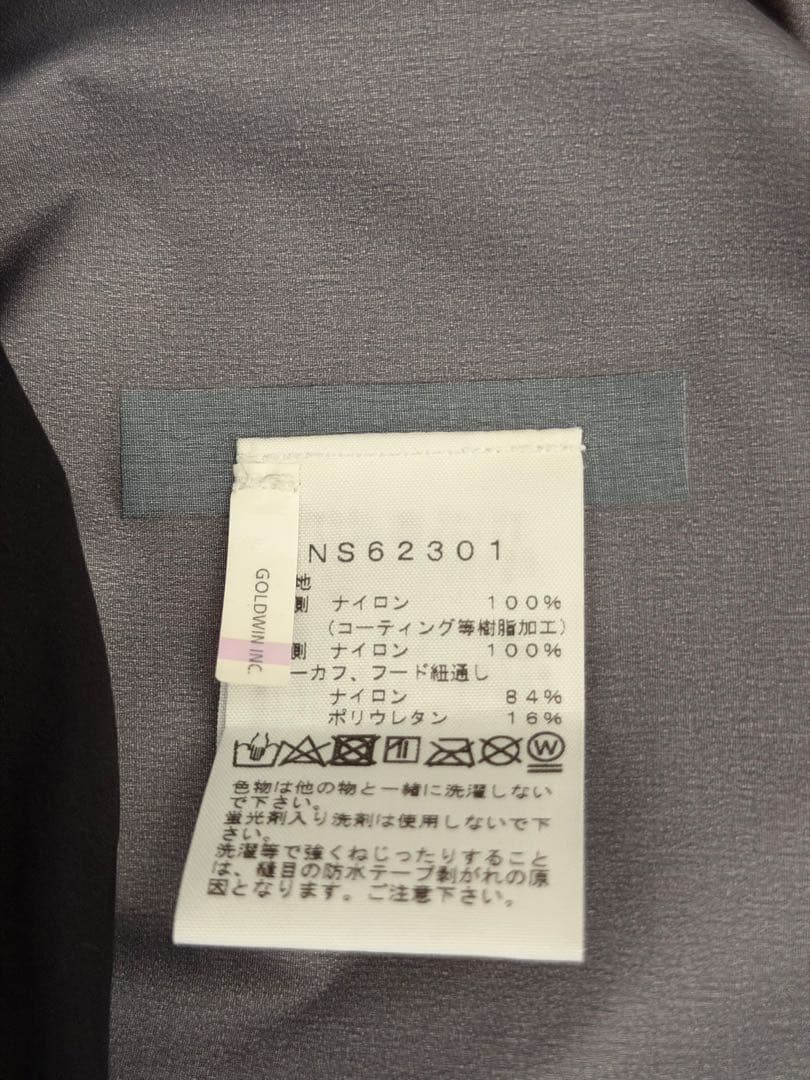 NS62301
地
側 ナイロン 100%
(コーティング等樹脂加工)
側 ナイロン 100%
ーカフ、フード紐通し
ナイロン 84%
ポリウレタン 16%
W
色物は他の物と一緒に洗濯しない
で下さい。
蛍光剤入り洗剤は使用しないで下
さい。
洗濯等で強くねじったりすること
は、縫目の防水テープ剥がれの原
因となります。ご注意下さい。
GOLDWIN INC.